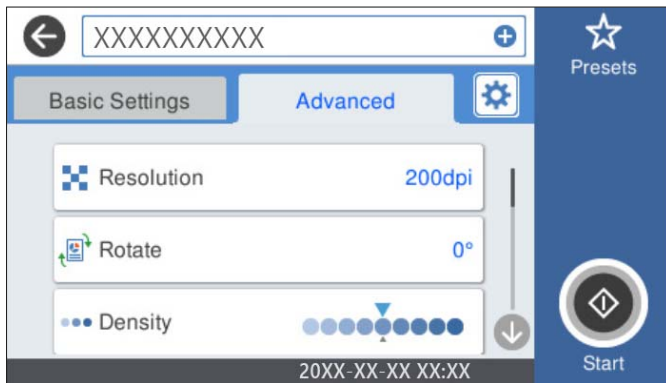 XXXXXXXXXX
Presets
Basic Settings
Advanced
Resolution 200dpi
Rotate 0°
Density
20XX-XX-XX XX:XX
Start